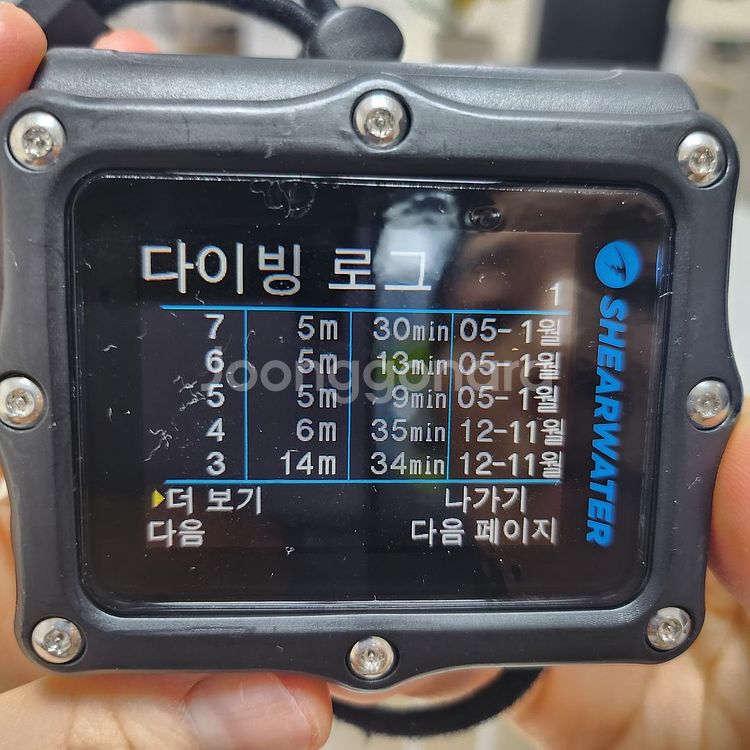 다이빙 로그
1
7 5m 30min 05-1월
6 5m 13min 05-1월
5 5m 9min 05-1월
4 6m 35min 12-11월
3 14m 34min 12-11월
더 보기 나가기
다음 다음 페이지
SHEARWATER
joonggonara